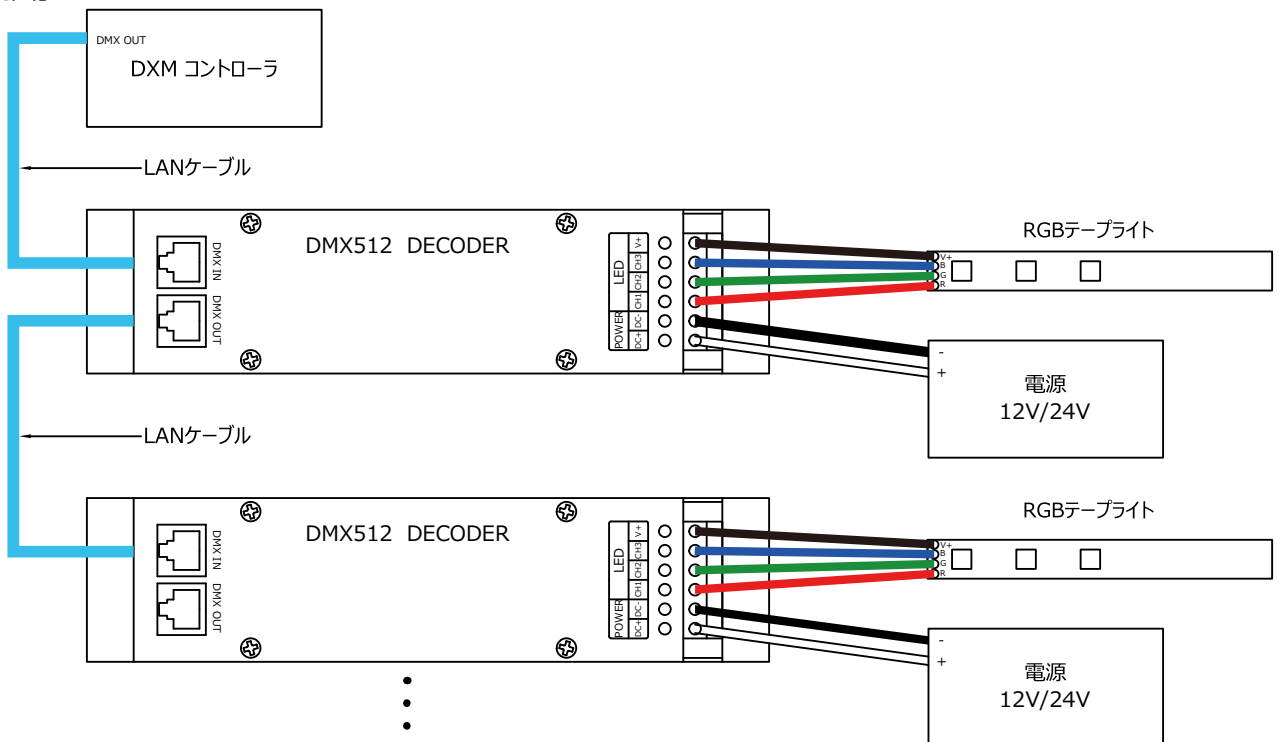 DMX OUT
DXM コントローラ
LANケーブル
DMX IN
DMX OUT
DMX512 DECODER
LED
POWER
V+
CH3
CH2
CH1
DC-
DC+
RGBテープライト
V+
B
G
R
-
+
電源
12V/24V
LANケーブル
DMX IN
DMX OUT
DMX512 DECODER
LED
POWER
V+
CH3
CH2
CH1
DC-
DC+
RGBテープライト
V+
B
G
R
-
+
電源
12V/24V